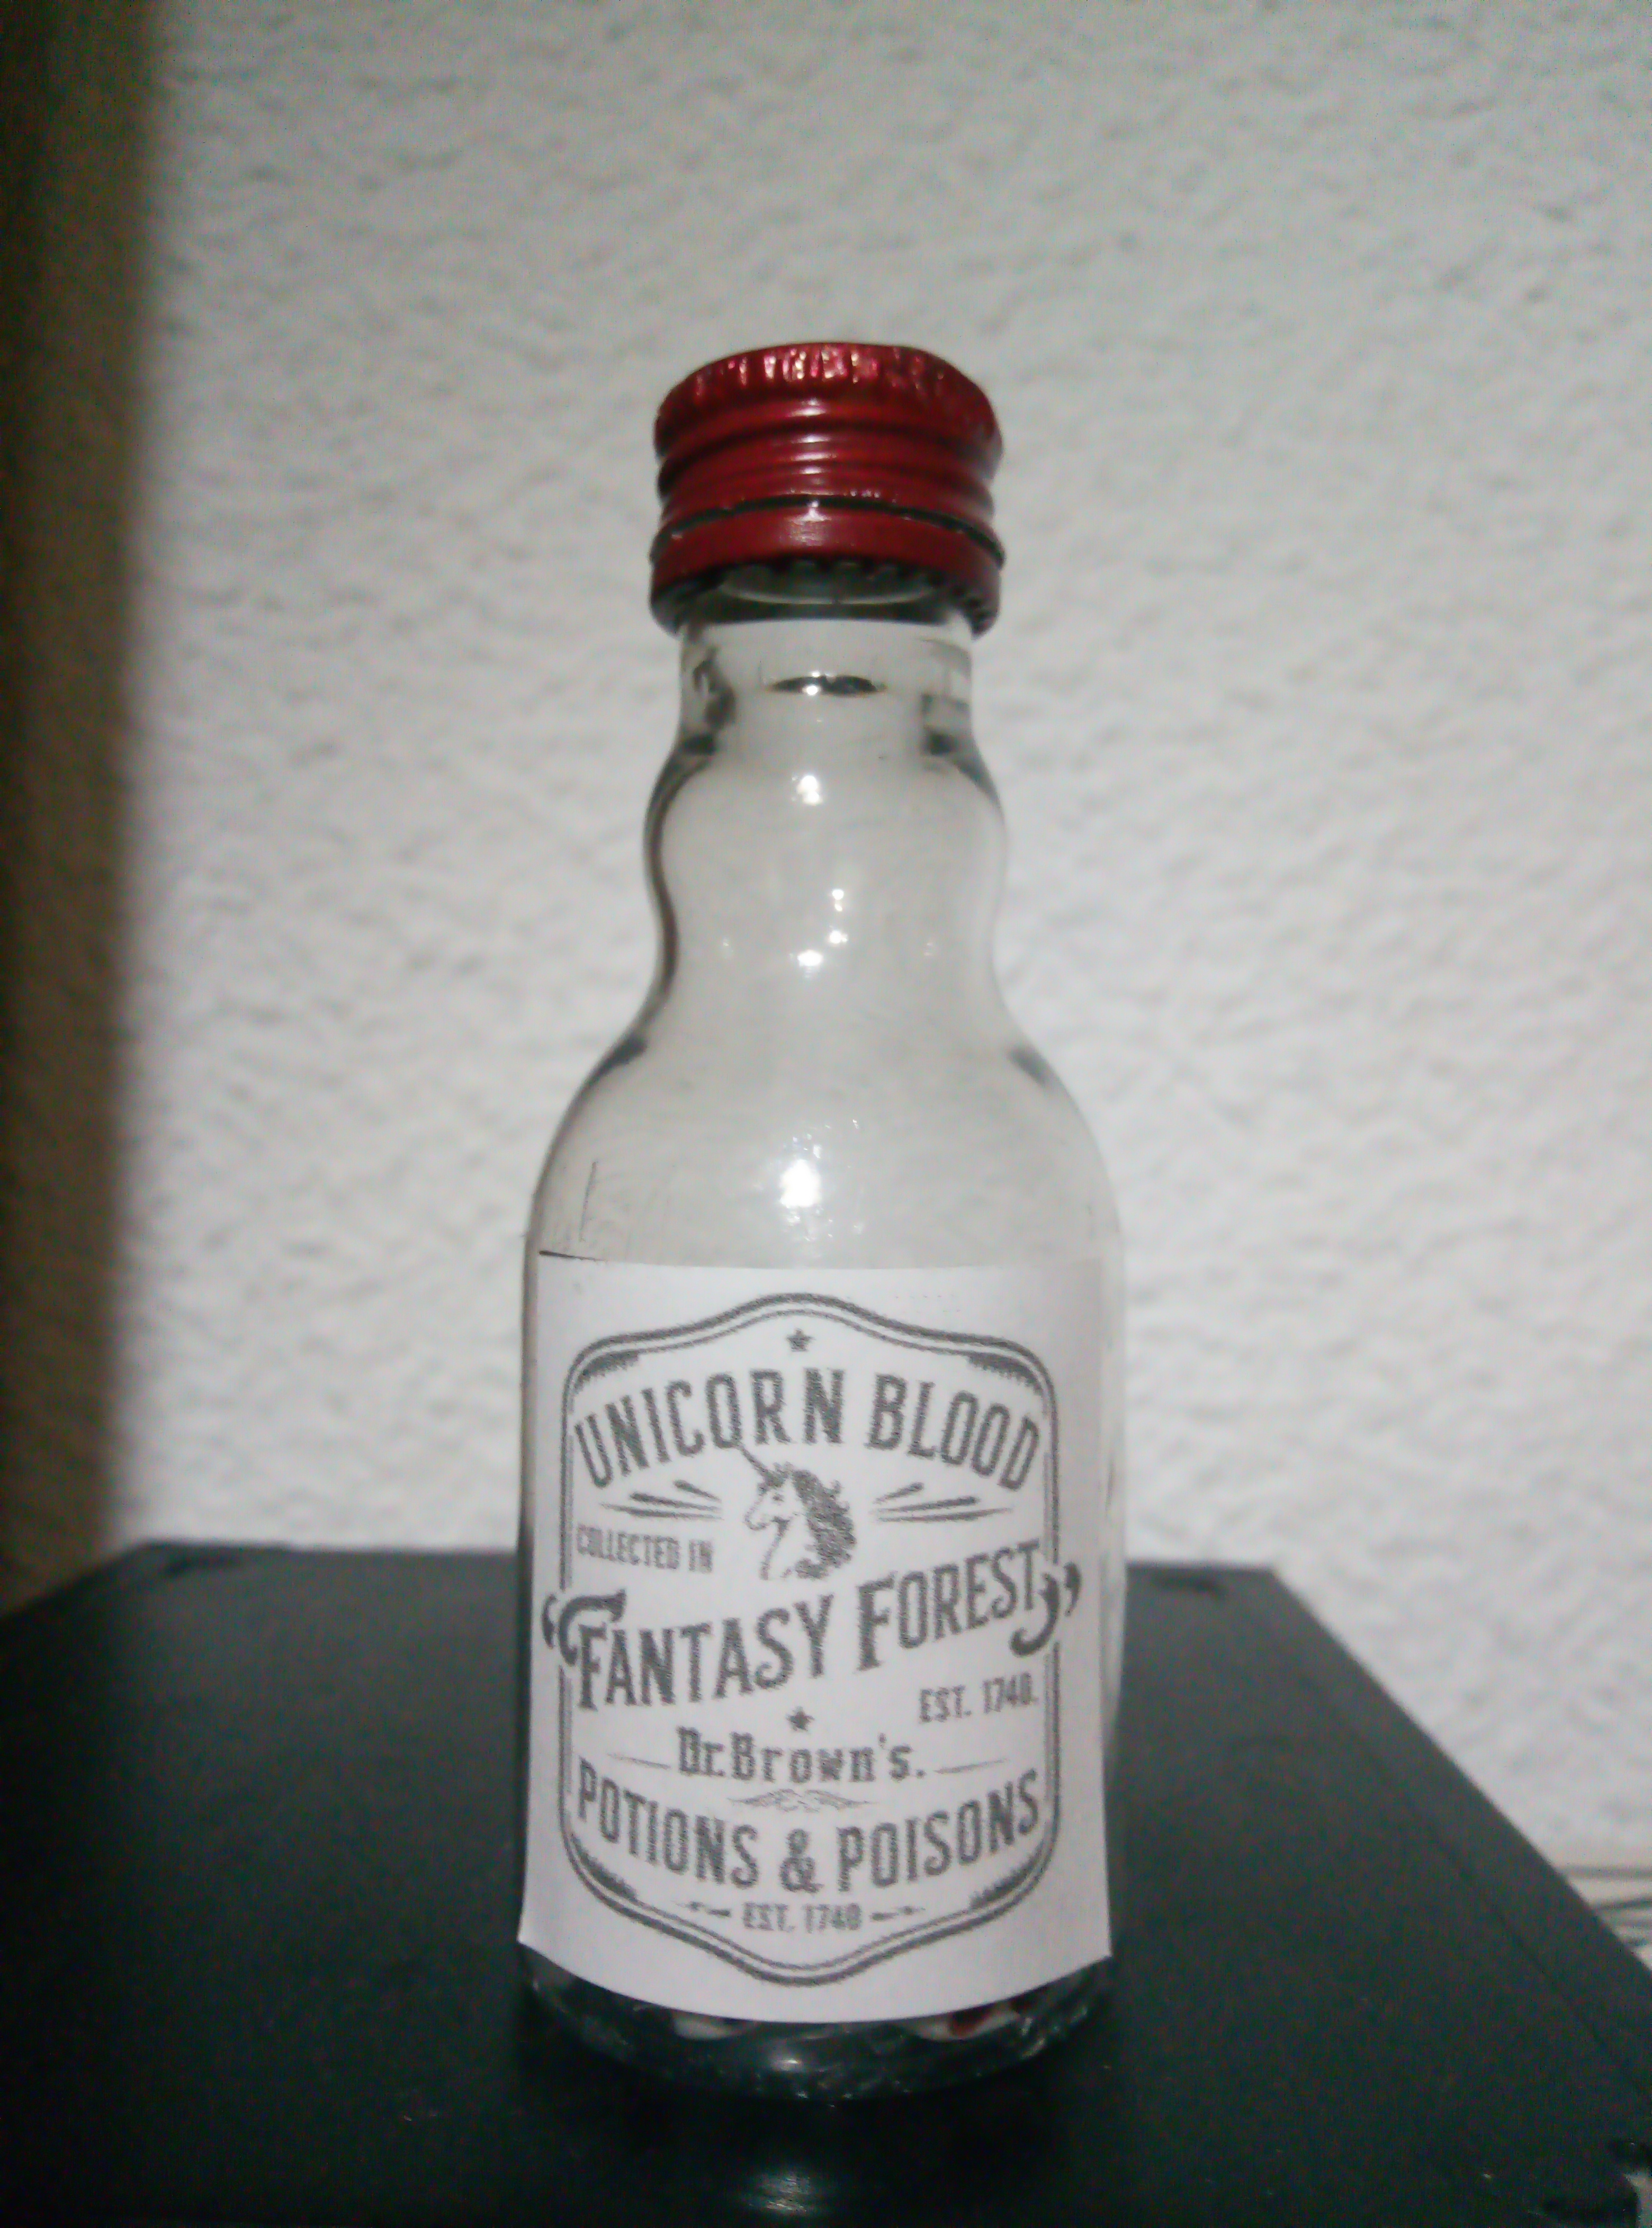 UNICORN BLOOD
COLLECTED IN
“FANTASY FOREST”
EST. 1740.
Dr.Brown's.
POTIONS & POISONS
EST. 1740